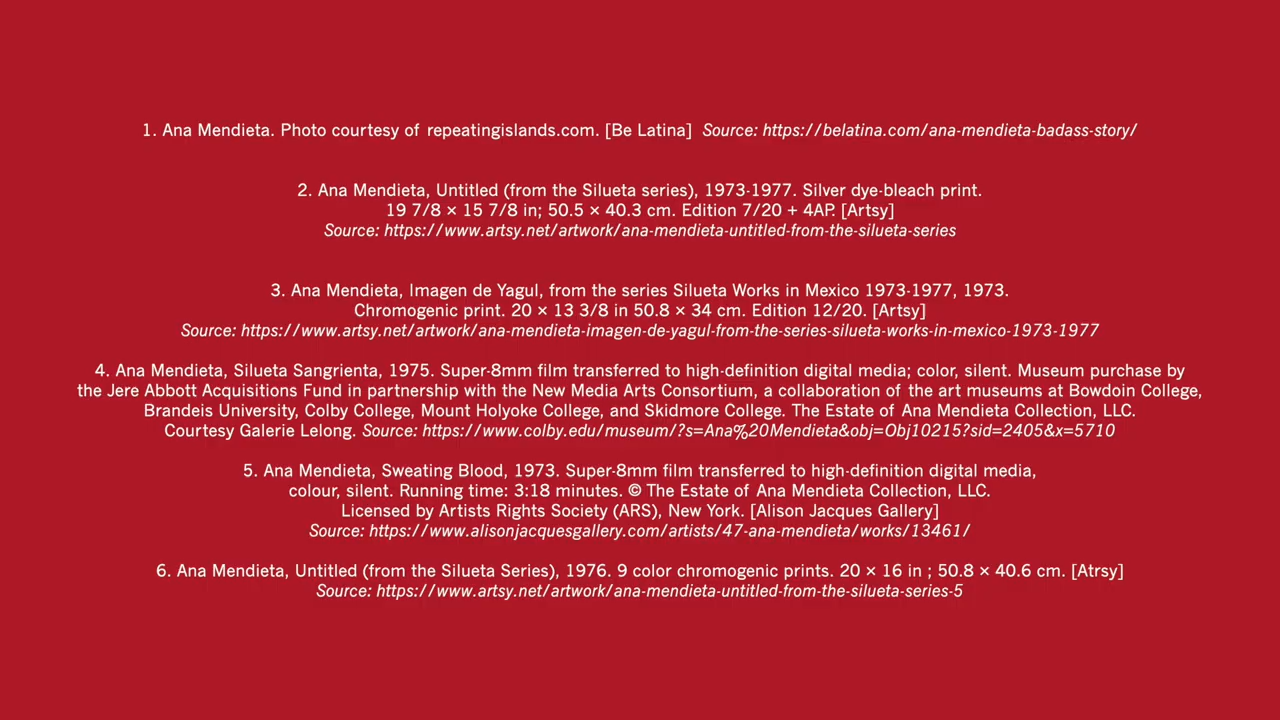 1. Ana Mendieta. Photo courtesy of repeatingislands.com. [Be Latina] Source: https://belatina.com/ana-mendieta-badass-story/
2. Ana Mendieta, Untitled (from the Silueta series), 1973-1977. Silver dye-bleach print.
19 7/8 × 15 7/8 in; 50.5 × 40.3 cm. Edition 7/20 + 4AP. [Artsy]
Source: https://www.artsy.net/artwork/ana-mendieta-untitled-from-the-silueta-series
3. Ana Mendieta, Imagen de Yagul, from the series Silueta Works in Mexico 1973-1977, 1973.
Chromogenic print. 20 × 13 3/8 in 50.8 × 34 cm. Edition 12/20. [Artsy]
Source: https://www.artsy.net/artwork/ana-mendieta-imagen-de-yagul-from-the-series-silueta-works-in-mexico-1973-1977
4. Ana Mendieta, Silueta Sangrienta, 1975. Super-8mm film transferred to high-definition digital media; color, silent. Museum purchase by
the Jere Abbott Acquisitions Fund in partnership with the New Media Arts Consortium, a collaboration of the art museums at Bowdoin College,
Brandeis University, Colby College, Mount Holyoke College, and Skidmore College. The Estate of Ana Mendieta Collection, LLC.
Courtesy Galerie Lelong. Source: https://www.colby.edu/museum/?s=Ana%20Mendieta&obj=Obj10215?sid=2405&x=5710
5. Ana Mendieta, Sweating Blood, 1973. Super-8mm film transferred to high-definition digital media,
colour, silent. Running time: 3:18 minutes. © The Estate of Ana Mendieta Collection, LLC.
Licensed by Artists Rights Society (ARS), New York. [Alison Jacques Gallery]
Source: https://www.alisonjacquesgallery.com/artists/47-ana-mendieta/works/13461/
6. Ana Mendieta, Untitled (from the Silueta Series), 1976. 9 color chromogenic prints. 20 × 16 in ; 50.8 × 40.6 cm. [Atrsy]
Source: https://www.artsy.net/artwork/ana-mendieta-untitled-from-the-silueta-series-5